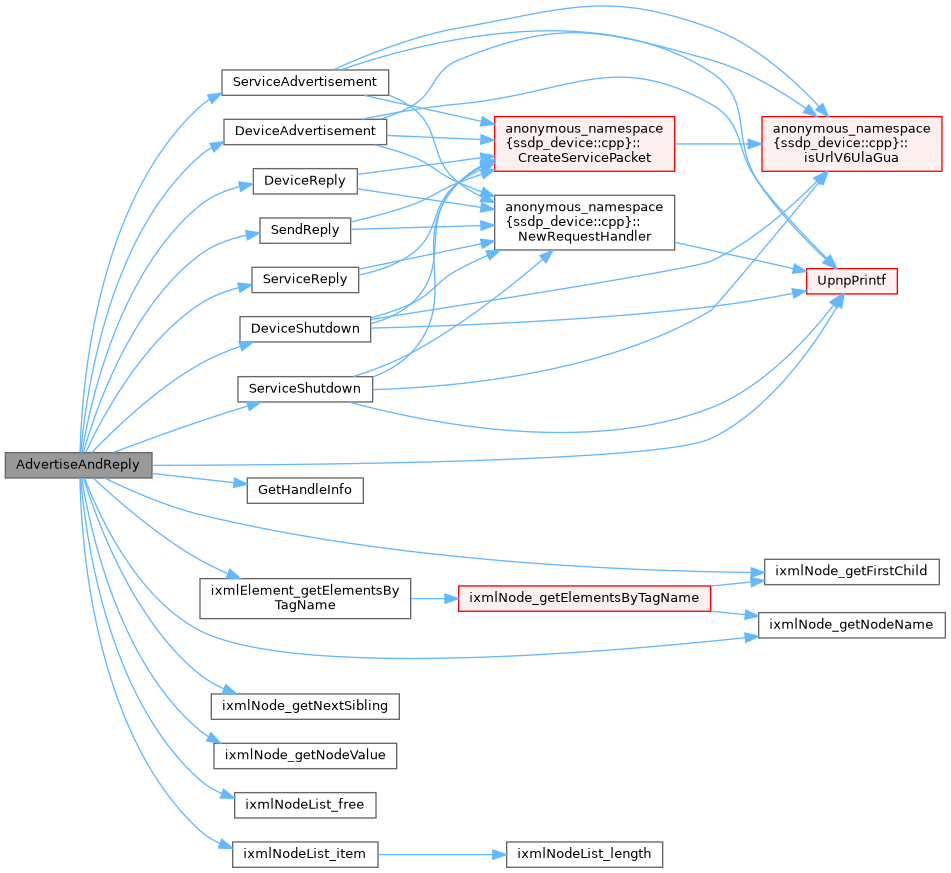 ServiceAdvertisement
DeviceAdvertisement
anonymous_namespace
{ssdp_device::cpp}::
CreateServicePacket
anonymous_namespace
{ssdp_device::cpp}::
isUrlV6UlaGua
DeviceReply
SendReply
anonymous_namespace
{ssdp_device::cpp}::
NewRequestHandler
ServiceReply
UpnpPrintf
DeviceShutdown
ServiceShutdown
AdvertiseAndReply
GetHandleInfo
ixmlNode_getFirstChild
ixmlElement_getElementsBy
TagName
ixmlNode_getElementsByTagName
ixmlNode_getNodeName
ixmlNode_getNextSibling
ixmlNode_getNodeValue
ixmlNodeList_free
ixmlNodeList_item
ixmlNodeList_length